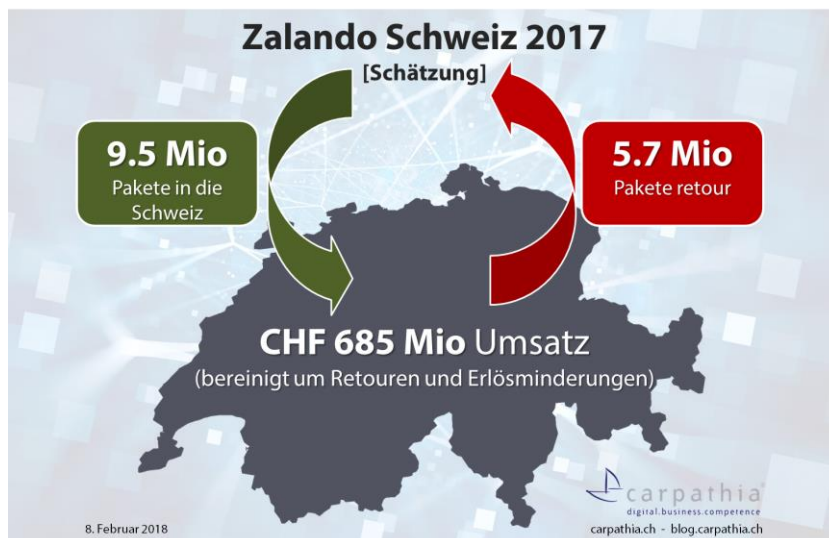 Zalando Schweiz 2017
[Schätzung]
9.5 Mio
Pakete in die
Schweiz
5.7 Mio
Pakete retour
CHF 685 Mio Umsatz
(bereinigt um Retouren und Erlösminderungen)
carpathia
digital.business.competence
8. Februar 2018
carpathia.ch - blog.carpathia.ch